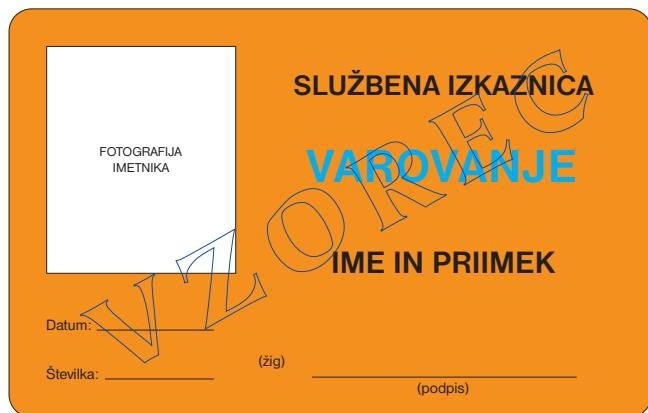 SLUŽBENA IZKAZNICA
FOTOGRAFIJA
IMETNIKA
VAROVANJE
IME IN PRIIMEK
VZOREC
Datum:
Številka:
(žig)
(podpis)